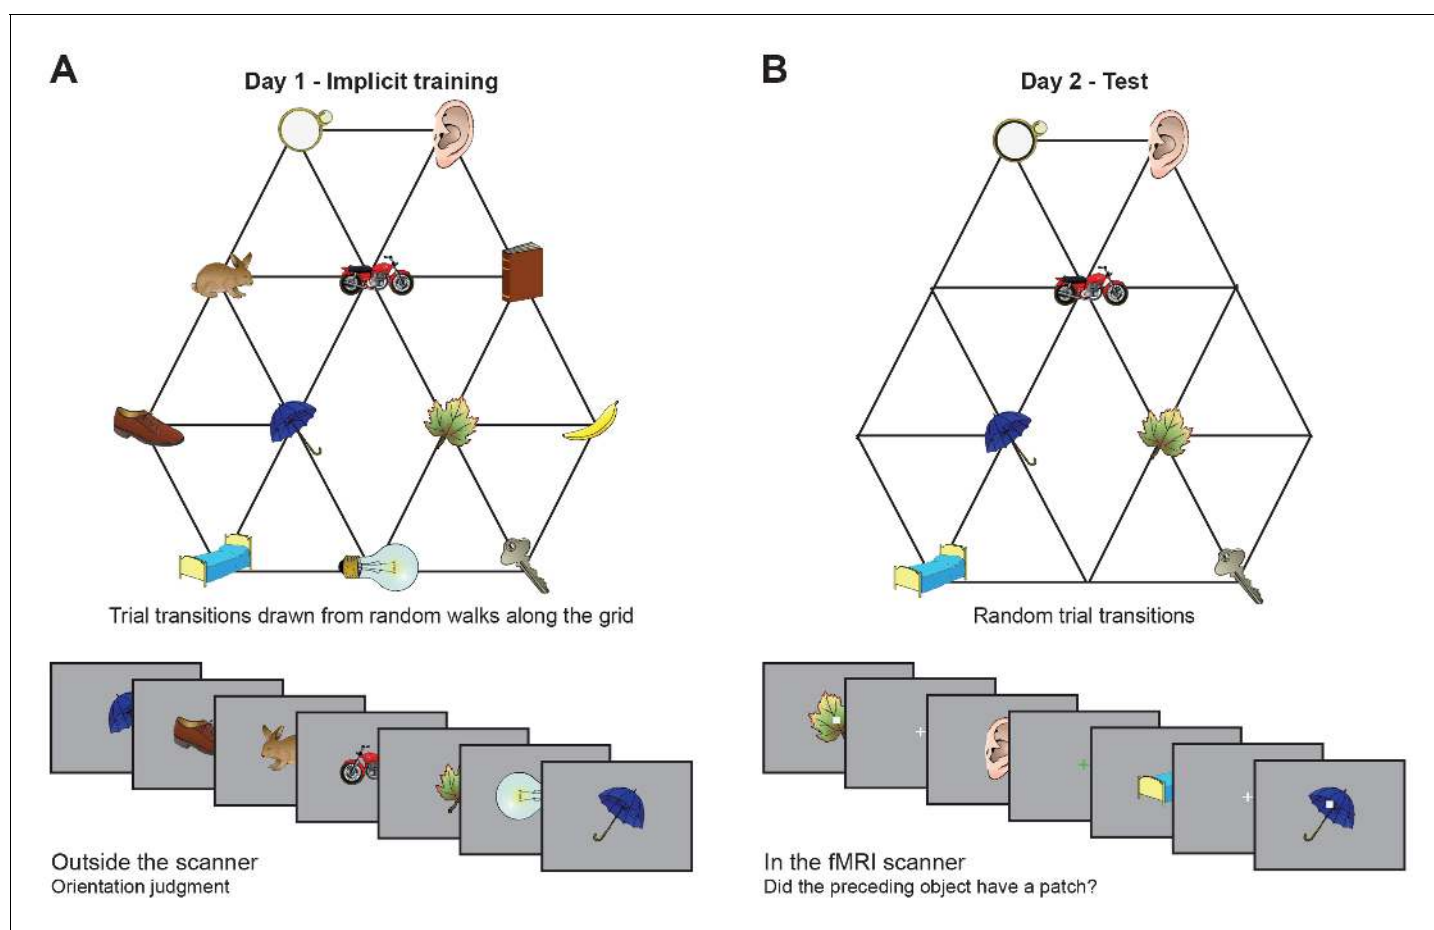 A
Day 1 - Implicit training
Trial transitions drawn from random walks along the grid
Outside the scanner
Orientation judgment
B
Day 2 - Test
Random trial transitions
In the fMRI scanner
Did the preceding object have a patch?